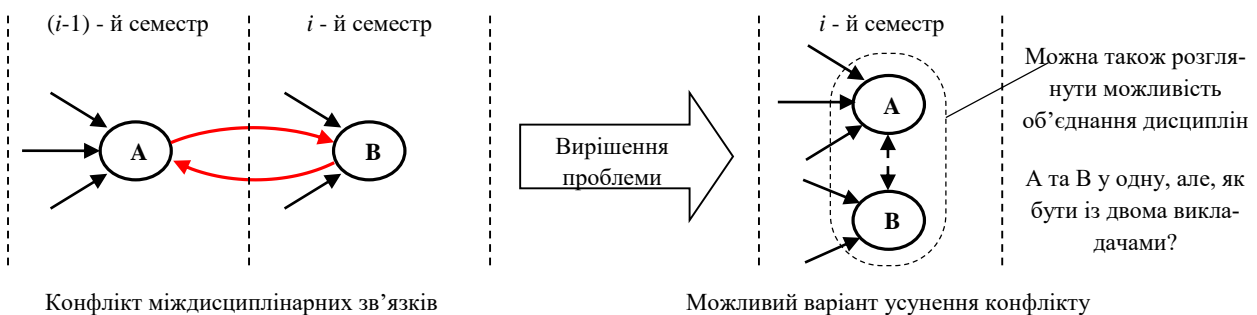 (i-1) - й семестр
i - й семестр
А
В
Вирішення
проблеми
i - й семестр
А
В
Можна також розгля-
нути можливість
об’єднання дисциплін
А та В у одну, але, як
бути із двома викла-
дачами?
Конфлікт міждисциплінарних зв’язків
Можливий варіант усунення конфлікту